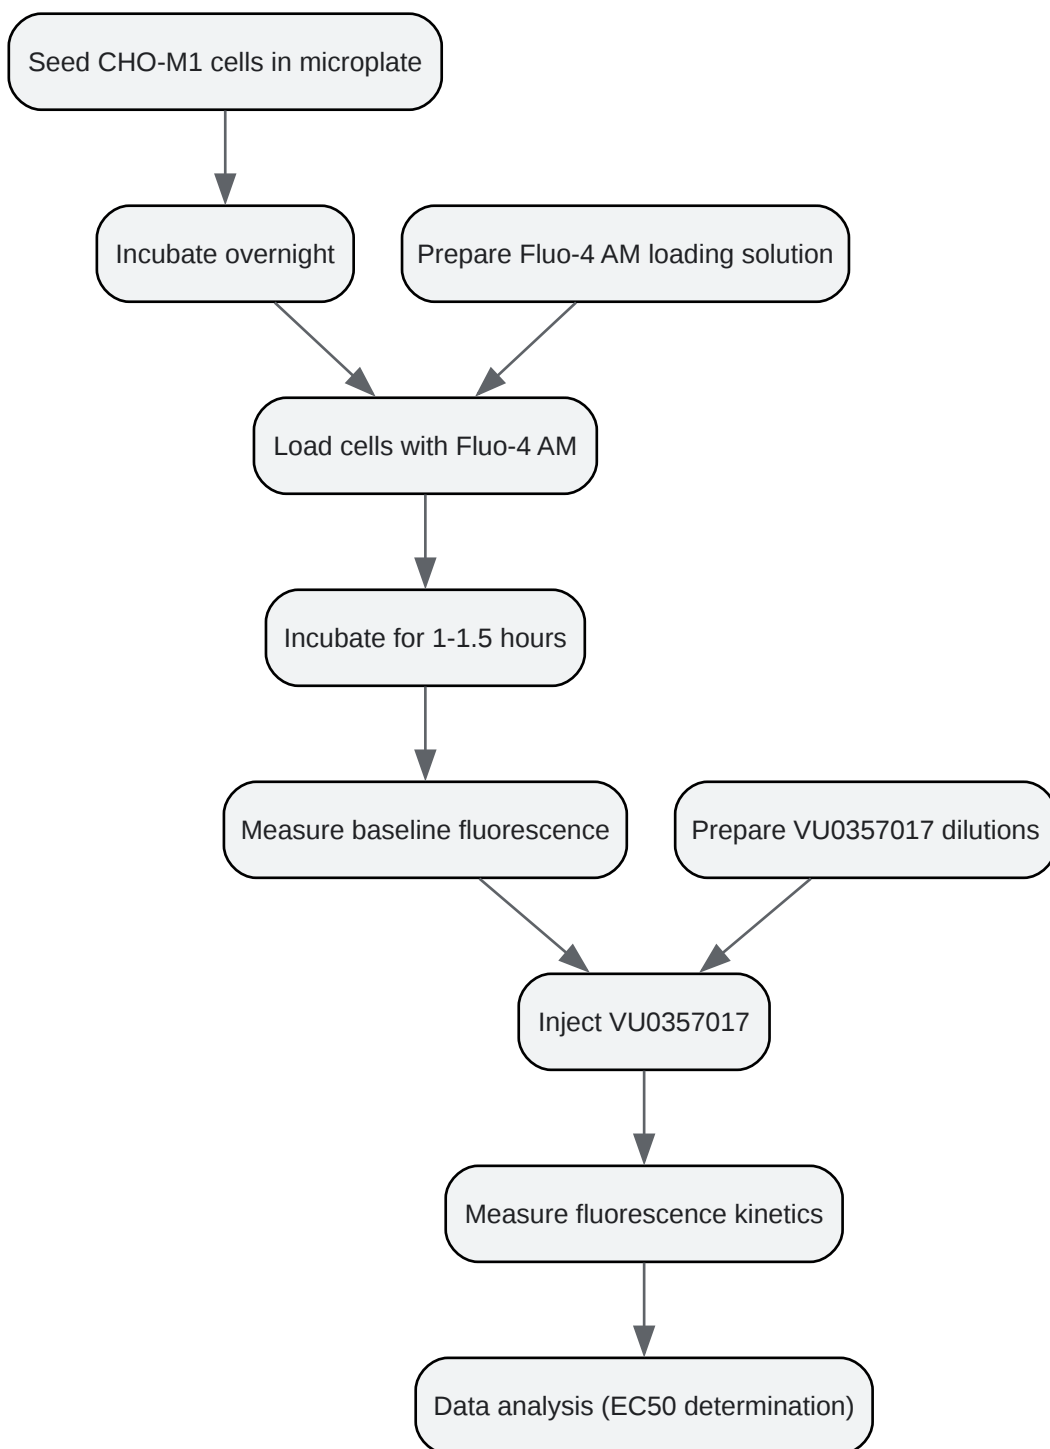 Seed CHO-M1 cells in microplate
Incubate overnight
Prepare Fluo-4 AM loading solution
Load cells with Fluo-4 AM
Incubate for 1-1.5 hours
Measure baseline fluorescence
Prepare VU0357017 dilutions
Inject VU0357017
Measure fluorescence kinetics
Data analysis (EC50 determination)